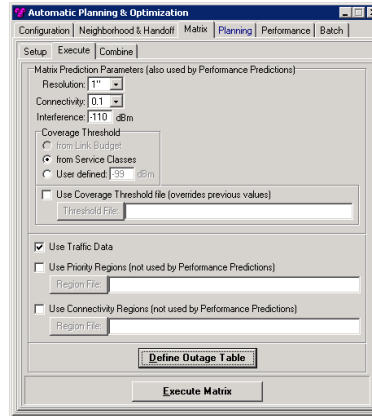 Automatic Planning & Optimization
Configuration Neighborhood & Handoff Matrix Planning Performance Batch
Setup Execute Combine
Matrix Prediction Parameters (also used by Performance Predictions)
Resolution: 1"
Connectivity: 0.1
Interference: -110 dBm
Coverage Threshold
from Link Budget
from Service Classes
User defined: -99 dBm
Use Coverage Threshold file (overrides previous values)
Threshold File:
Use Traffic Data
Use Priority Regions (not used by Performance Predictions)
Region File:
Use Connectivity Regions (not used by Performance Predictions)
Region File:
Define Outage Table
Execute Matrix